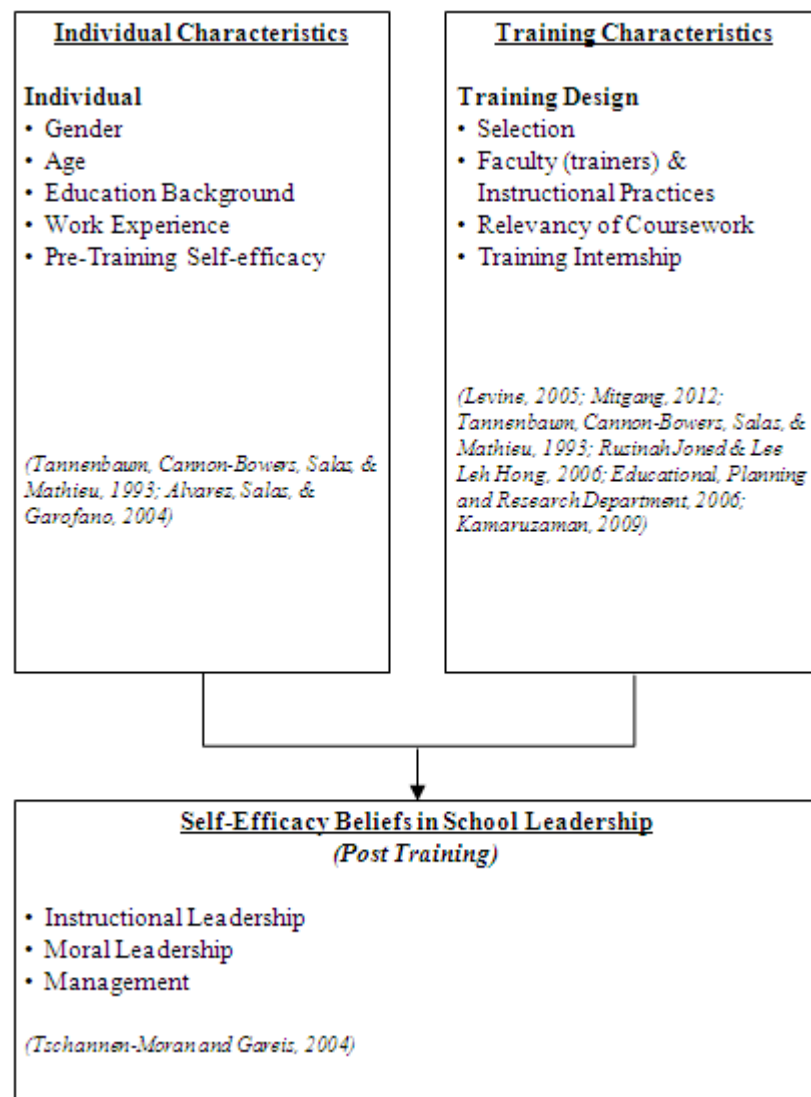 Individual Characteristics
Individual
• Gender
• Age
• Education Background
• Work Experience
• Pre-Training Self-efficacy
(Tannenbaum, Cannon-Bowers, Salas, &
Mathieu, 1993; Alvarez, Salas, &
Garofano, 2004)
Training Characteristics
Training Design
• Selection
• Faculty (trainers) &
Instructional Practices
• Relevancy of Coursework
• Training Internship
(Levine, 2005; Mitgang, 2012;
Tannenbaum, Cannon-Bowers, Salas, &
Mathieu, 1993; Rusinah Joned & Lee
Leh Hong, 2006; Educational, Planning
and Research Department, 2006;
Kamaruzaman, 2009)
Self-Efficacy Beliefs in School Leadership
(Post Training)
• Instructional Leadership
• Moral Leadership
• Management
(Tschannen-Moran and Gareis, 2004)